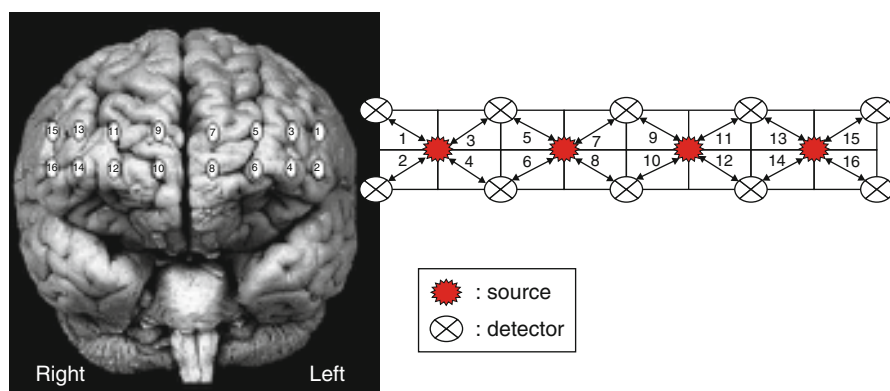 15 13 11 9 7 5 3 1
16 14 12 10 8 6 4 2
Right Left
1 3 5 7 9 11 13 15
2 4 6 8 10 12 14 16
: source
: detector